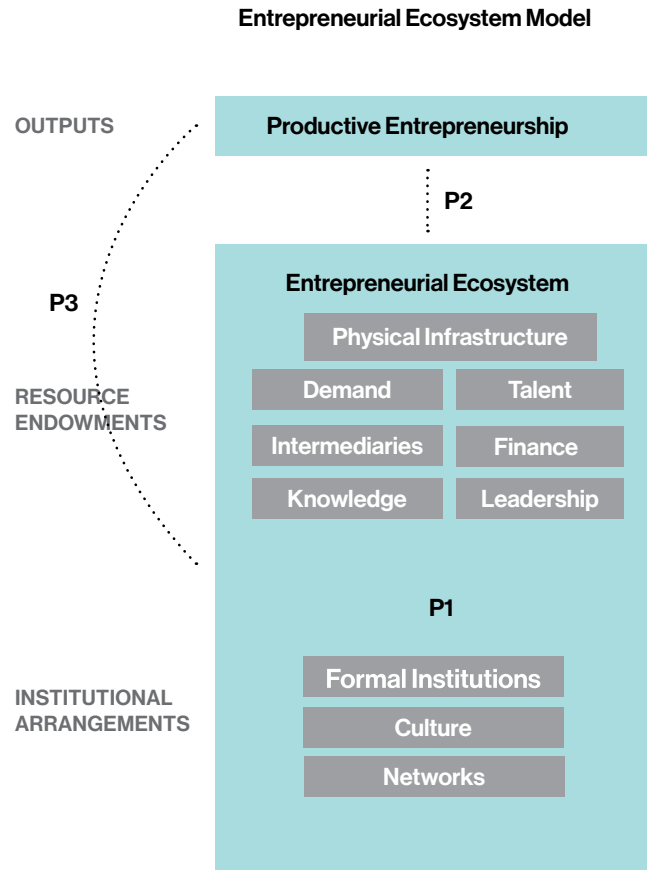 Entrepreneurial Ecosystem Model
OUTPUTS
Productive Entrepreneurship
P2
Entrepreneurial Ecosystem
P3
Physical Infrastructure
RESOURCE
ENDOWMENTS
Demand
Talent
Intermediaries
Finance
Knowledge
Leadership
P1
INSTITUTIONAL
ARRANGEMENTS
Formal Institutions
Culture
Networks